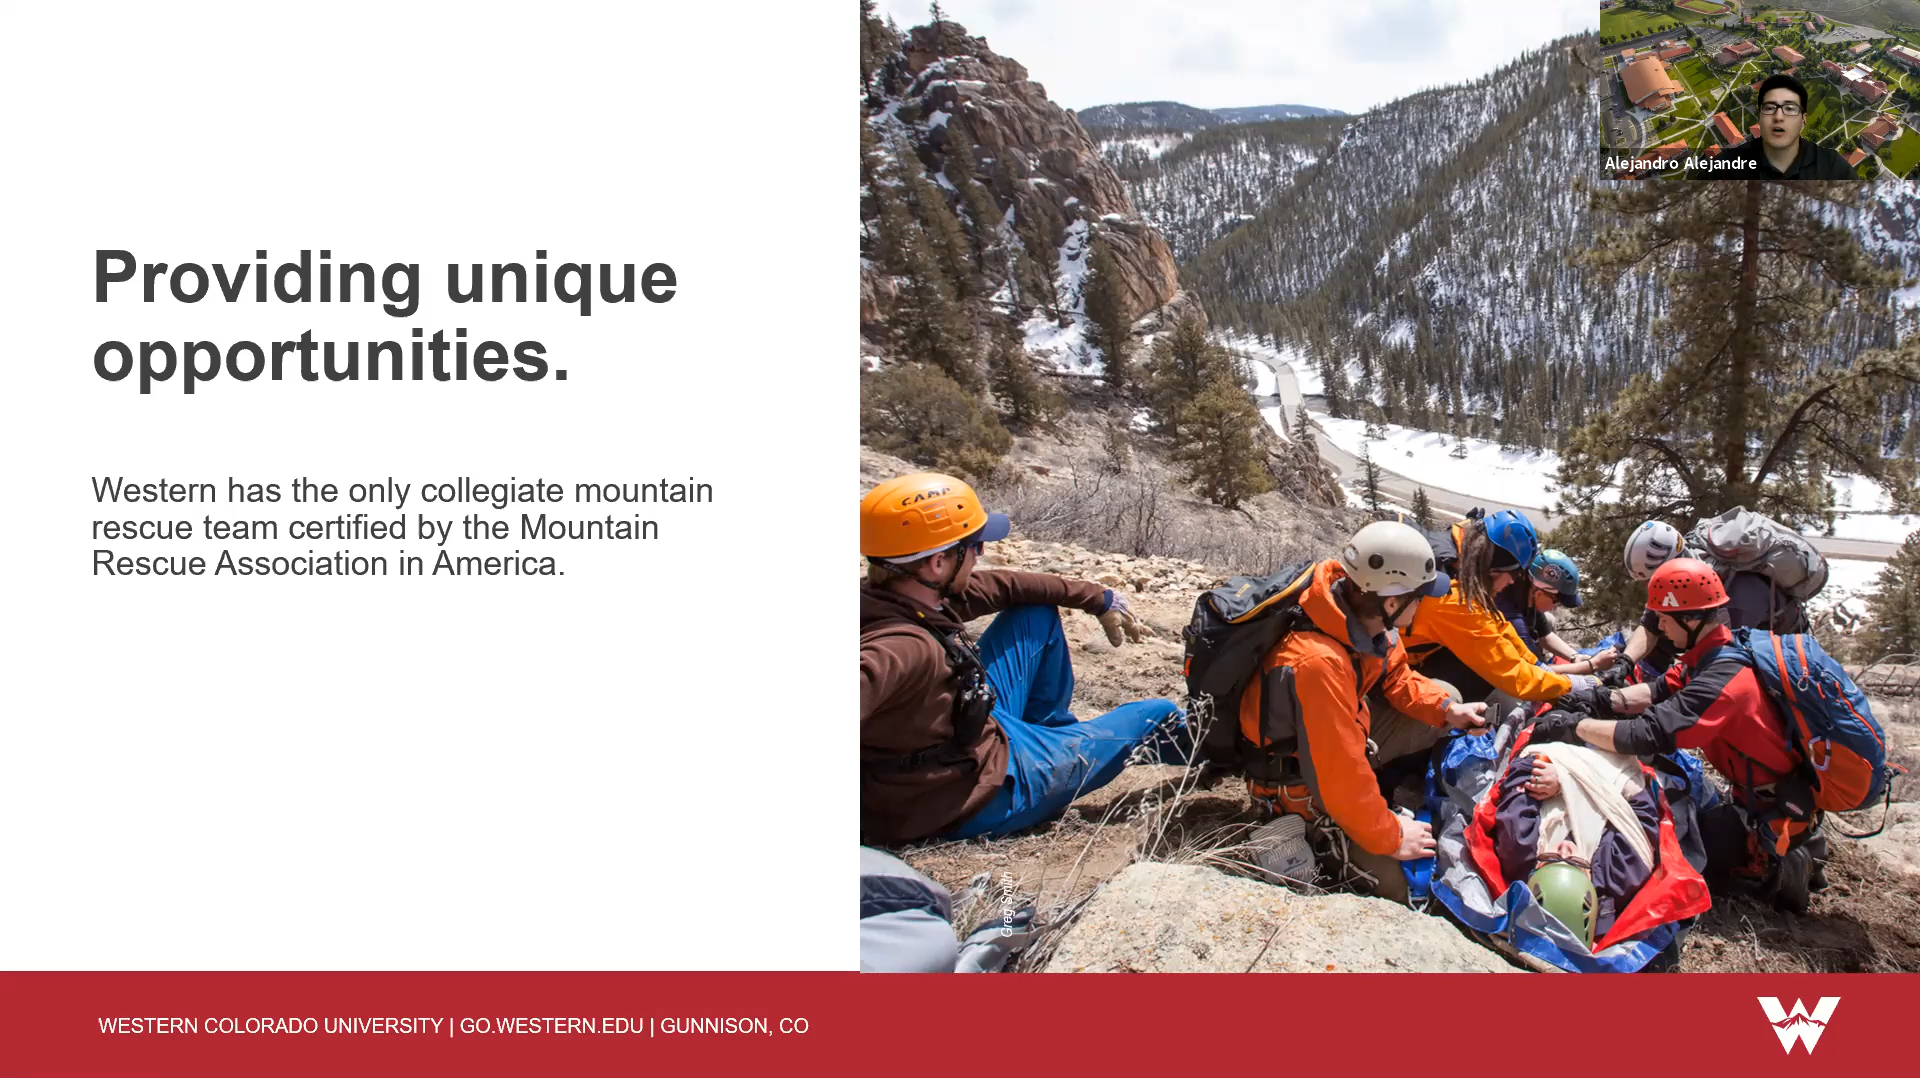 Alejandro Alejandre
Providing unique
opportunities.
Western has the only collegiate mountain
rescue team certified by the Mountain
Rescue Association in America.
CAMP
Greg Smith
WESTERN COLORADO UNIVERSITY | GO.WESTERN.EDU | GUNNISON, CO
W